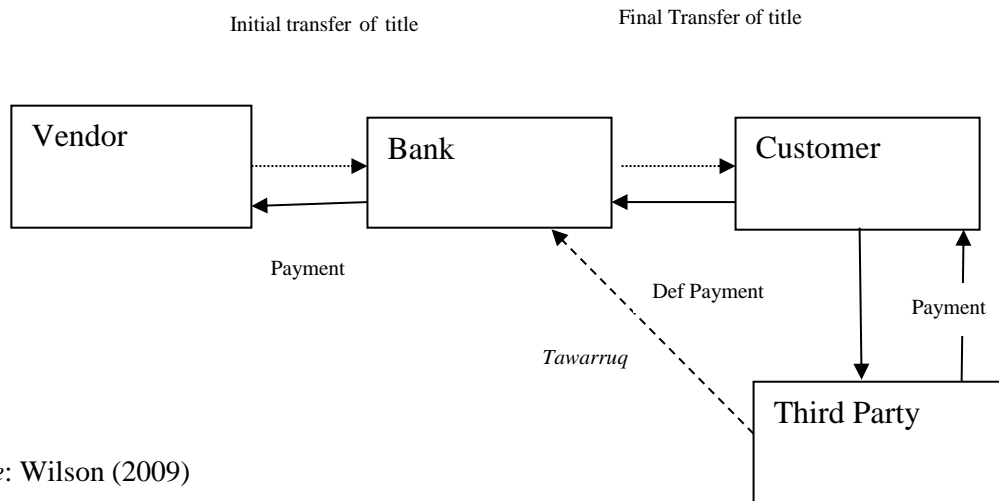 Initial transfer of title
Final Transfer of title
Vendor
Bank
Customer
Payment
Def Payment
Payment
Tawarruq
Third Party
: Wilson (2009)